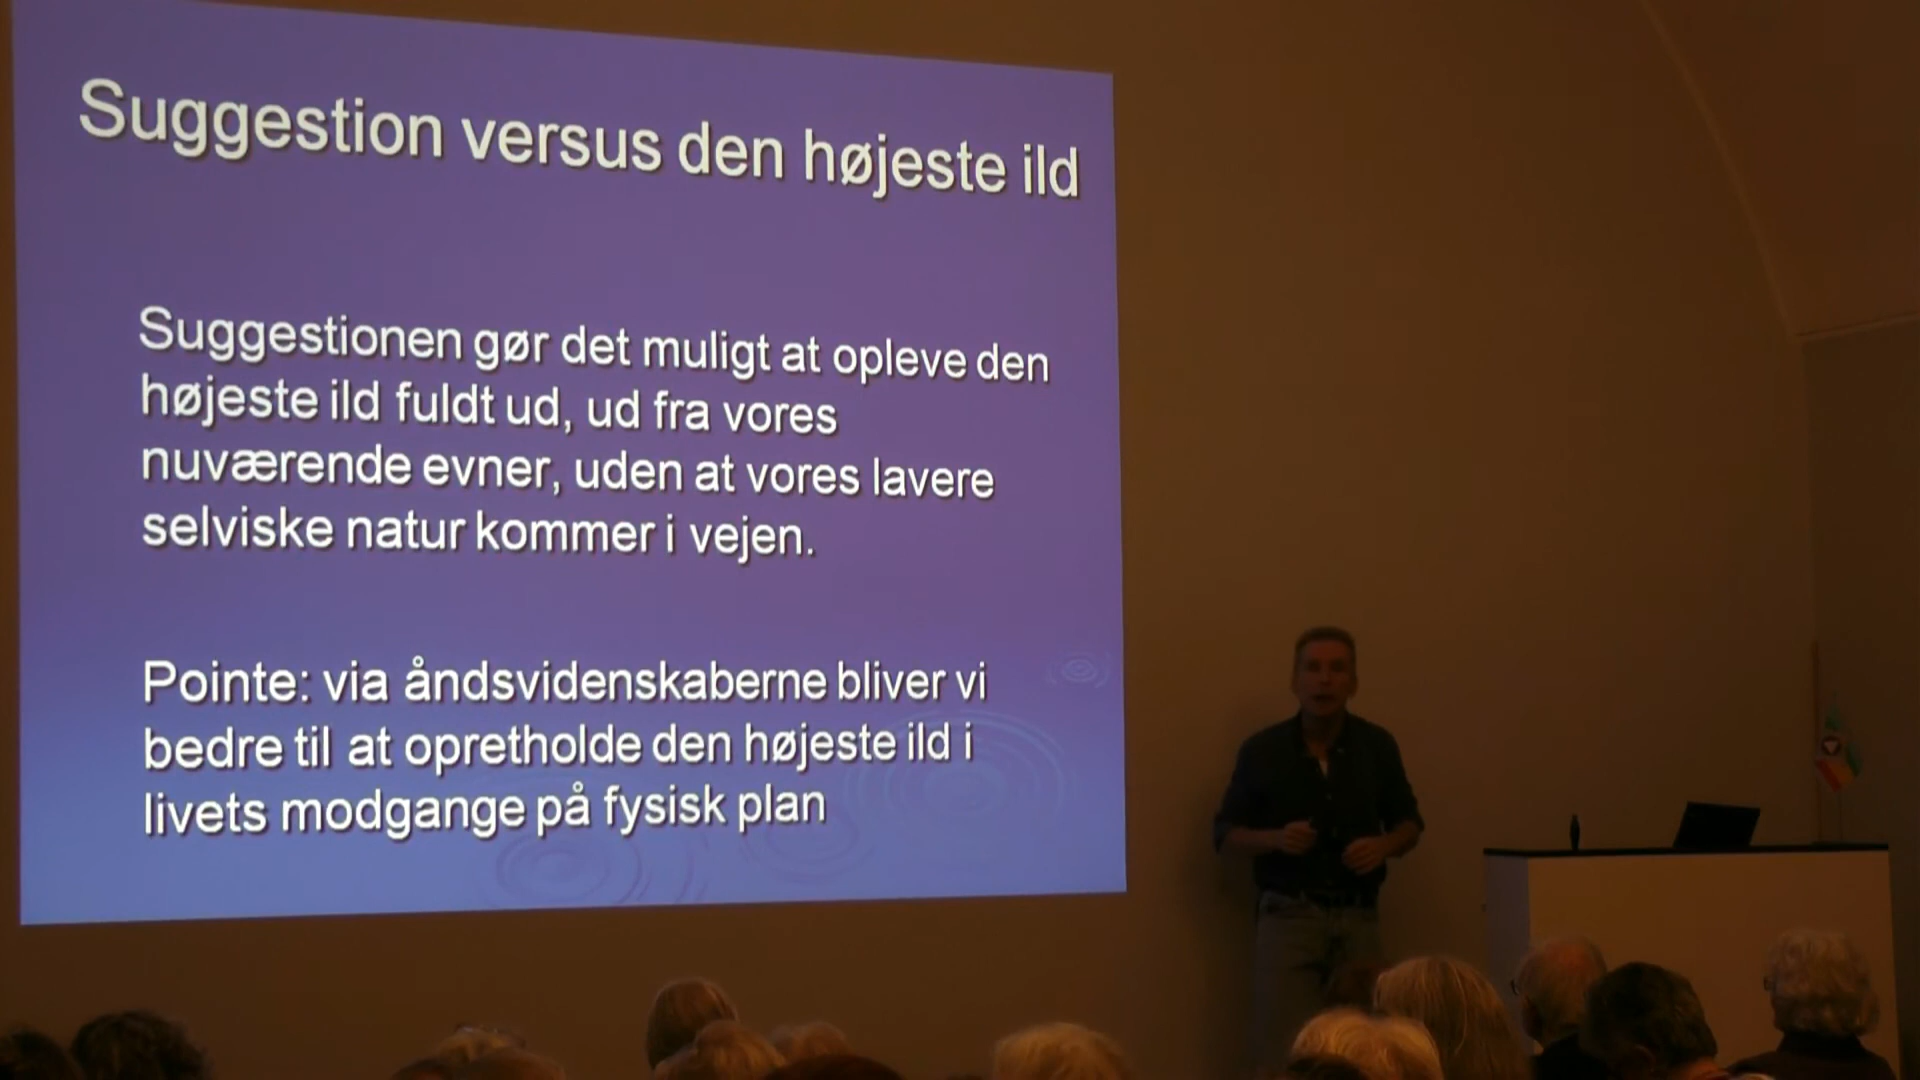 Suggestion versus den højeste ild
Suggestionen gør det muligt at opleve den
højeste ild fuldt ud, ud fra vores
nuværende evner, uden at vores lavere
selviske natur kommer i vejen.
Pointe: via åndsvidenskaberne bliver vi
bedre til at opretholde den højeste ild i
livets modgange på fysisk plan